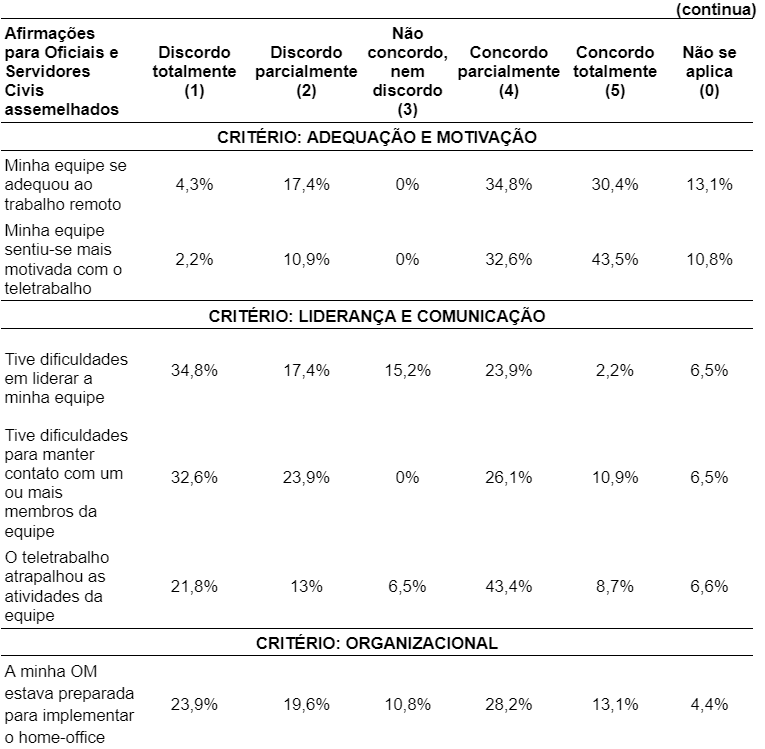 (continua)
Afirmações
para Oficiais e
Servidores
Civis
assemelhados
Discordo
totalmente
(1)
Discordo
parcialmente
(2)
Não
concordo,
nem
discordo
(3)
Concordo
parcialmente
(4)
Concordo
totalmente
(5)
Não se
aplica
(0)
CRITÉRIO: ADEQUAÇÃO E MOTIVAÇÃO
Minha equipe se
adequou ao
trabalho remoto
4,3% 17,4% 0% 34,8% 30,4% 13,1%
Minha equipe
sentiu-se mais
motivada com o
teletrabalho
2,2% 10,9% 0% 32,6% 43,5% 10,8%
CRITÉRIO: LIDERANÇA E COMUNICAÇÃO
Tive dificuldades
em liderar a
minha equipe
34,8% 17,4% 15,2% 23,9% 2,2% 6,5%
Tive dificuldades
para manter
contato com um
ou mais
membros da
equipe
32,6% 23,9% 0% 26,1% 10,9% 6,5%
O teletrabalho
atrapalhou as
atividades da
equipe
21,8% 13% 6,5% 43,4% 8,7% 6,6%
CRITÉRIO: ORGANIZACIONAL
A minha OM
estava preparada
para implementar
o home-office
23,9% 19,6% 10,8% 28,2% 13,1% 4,4%